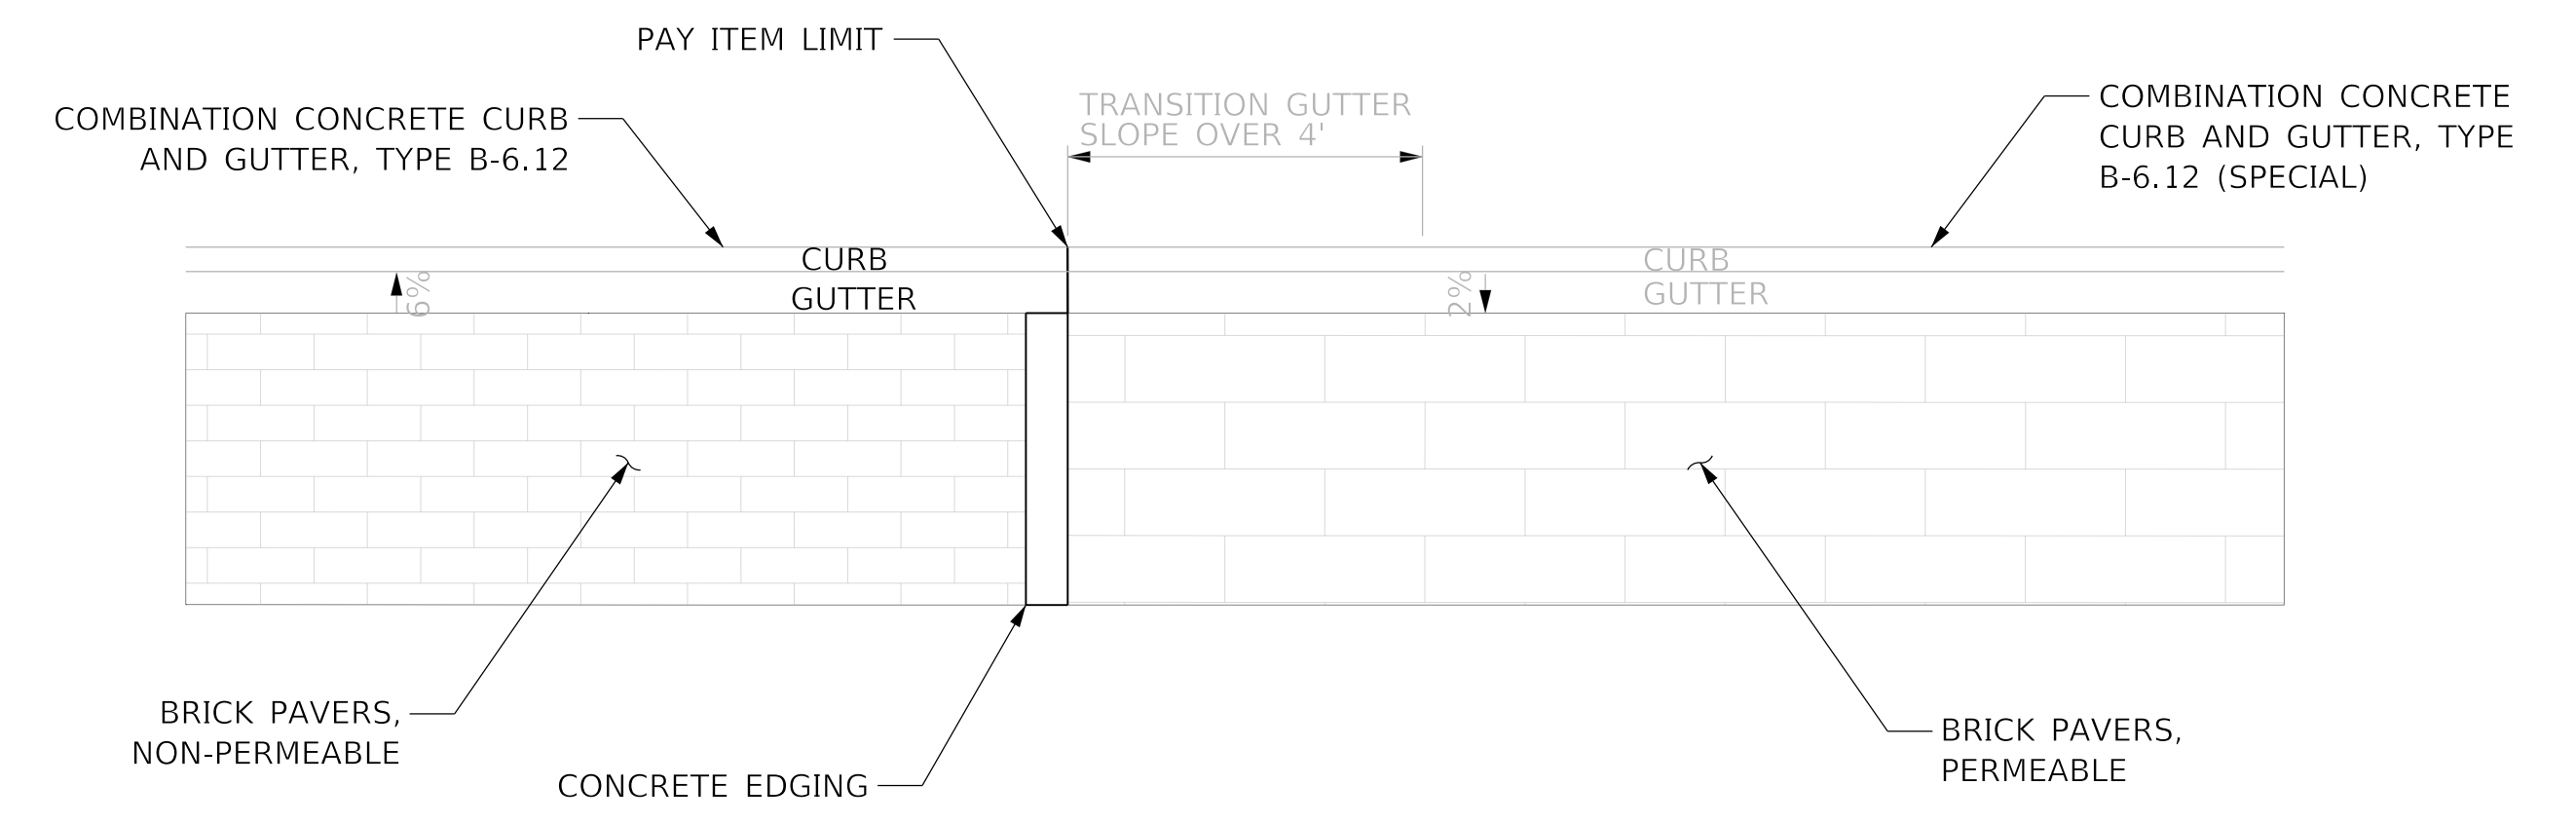 PAY ITEM LIMIT
COMBINATION CONCRETE CURB
AND GUTTER, TYPE B-6.12
TRANSITION GUTTER
SLOPE OVER 4'
COMBINATION CONCRETE
CURB AND GUTTER, TYPE
B-6.12 (SPECIAL)
CURB
GUTTER
6%
2%
CURB
GUTTER
BRICK PAVERS,
NON-PERMEABLE
CONCRETE EDGING
BRICK PAVERS,
PERMEABLE